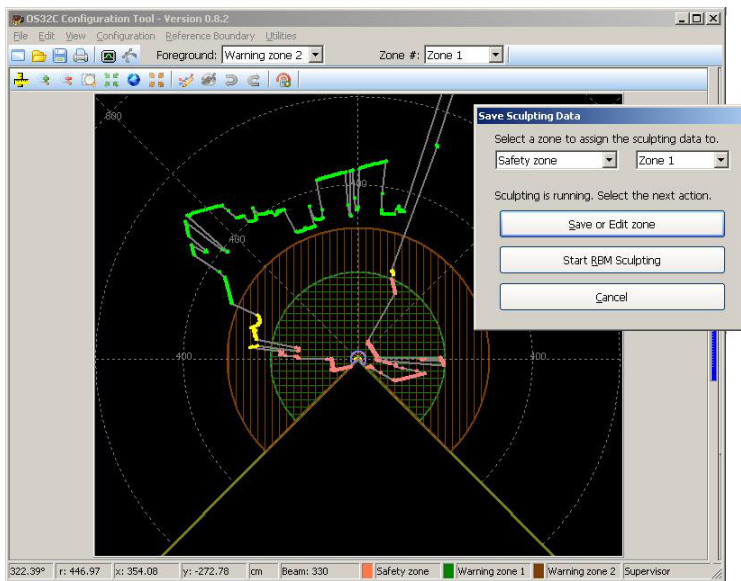 OS32C Configuration Tool - Version 0.8.2
File Edit View Configuration Reference Boundary Utilities
Foreground: Warning zone 2 Zone #: Zone 1
800
400
400
400
400
Save Sculpting Data
Select a zone to assign the sculpting data to.
Safety zone Zone 1
Sculpting is running. Select the next action.
Save or Edit zone
Start RBM Sculpting
Cancel
322.39° r: 446.97 x: 354.08 y: -272.78 cm Beam: 330 Safety zone Warning zone 1 Warning zone 2 Supervisor